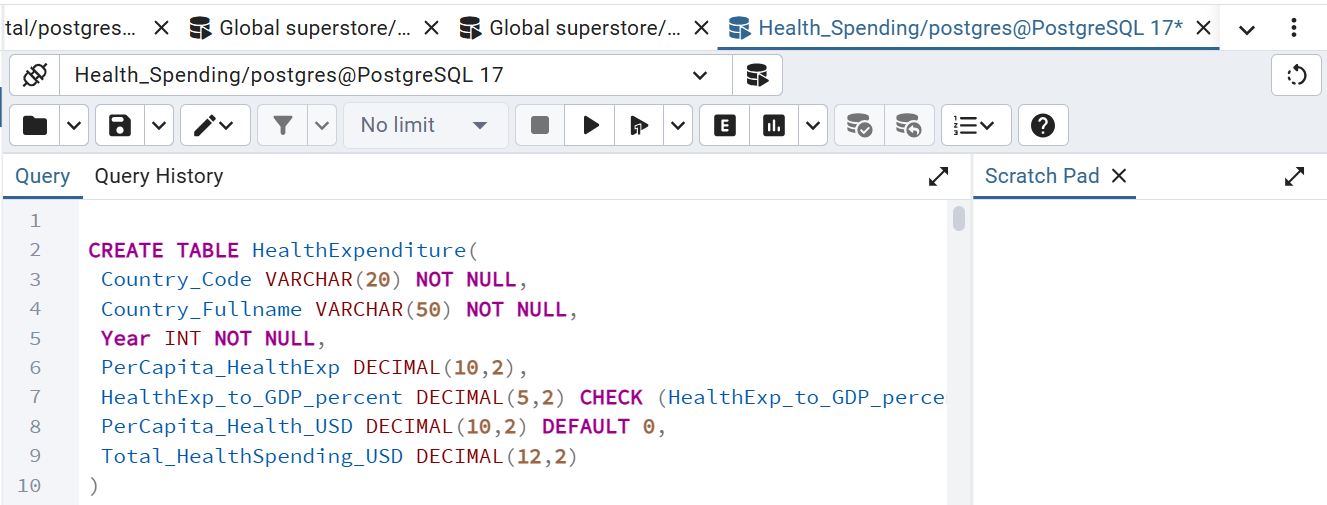 tal/postgres...
Global superstore/...
Global superstore/...
Health_Spending/postgres@PostgreSQL 17*
Health_Spending/postgres@PostgreSQL 17
No limit
E
Query
Query History
Scratch Pad
1
2 CREATE TABLE HealthExpenditure(
3 Country_Code VARCHAR(20) NOT NULL,
4 Country_Fullname VARCHAR(50) NOT NULL,
5 Year INT NOT NULL,
6 PerCapita_HealthExp DECIMAL(10,2),
7 HealthExp_to_GDP_percent DECIMAL(5,2) CHECK (HealthExp_to_GDP_perce
8 PerCapita_Health_USD DECIMAL(10,2) DEFAULT 0,
9 Total_HealthSpending_USD DECIMAL(12,2)
10 )